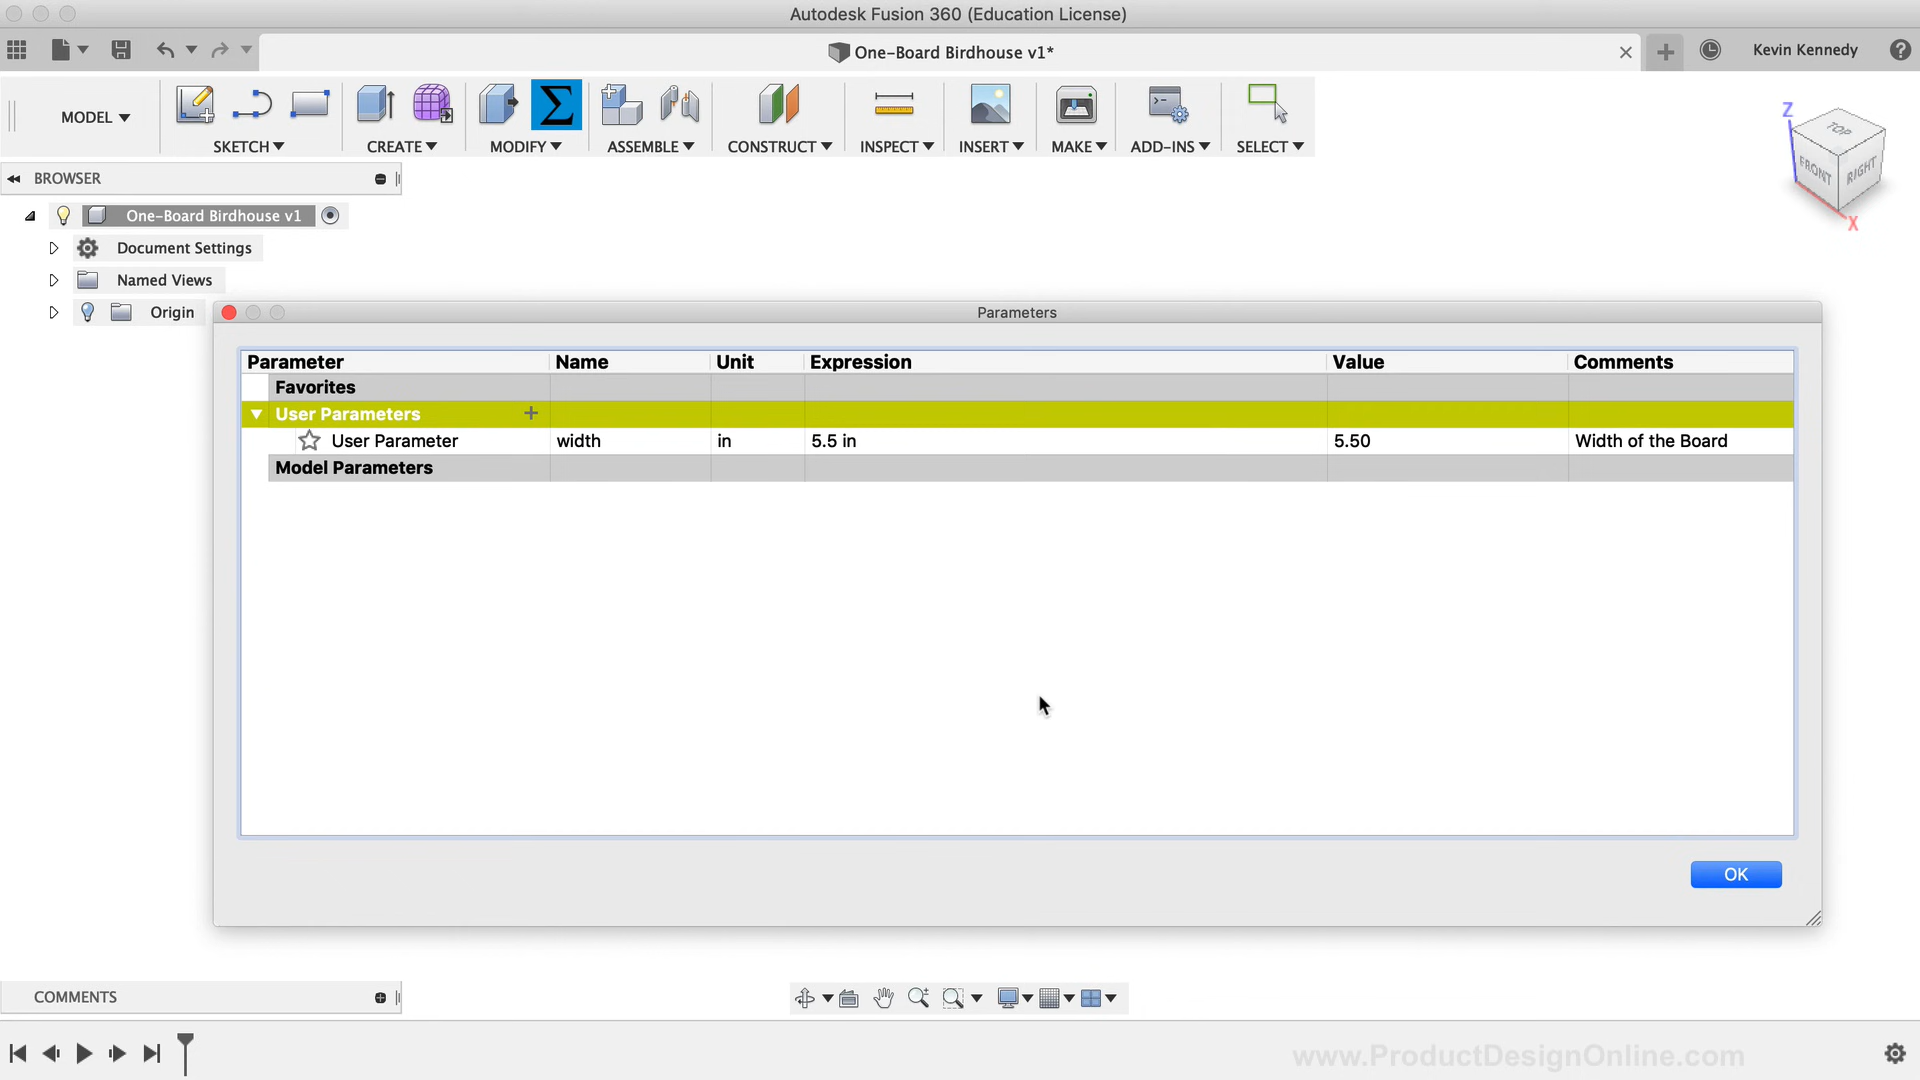 Autodesk Fusion 360 (Education License)
One-Board Birdhouse v1*
Kevin Kennedy
MODEL
SKETCH
CREATE
MODIFY
ASSEMBLE
CONSTRUCT
INSPECT
INSERT
MAKE
ADD-INS
SELECT
Z
TOP
FRONT
RIGHT
X
BROWSER
One-Board Birdhouse v1
Document Settings
Named Views
Origin
Parameters
Parameter Name Unit Expression Value Comments
Favorites
User Parameters
User Parameter width in 5.5 in 5.50 Width of the Board
Model Parameters
OK
COMMENTS
www.ProductDesignOnline.com